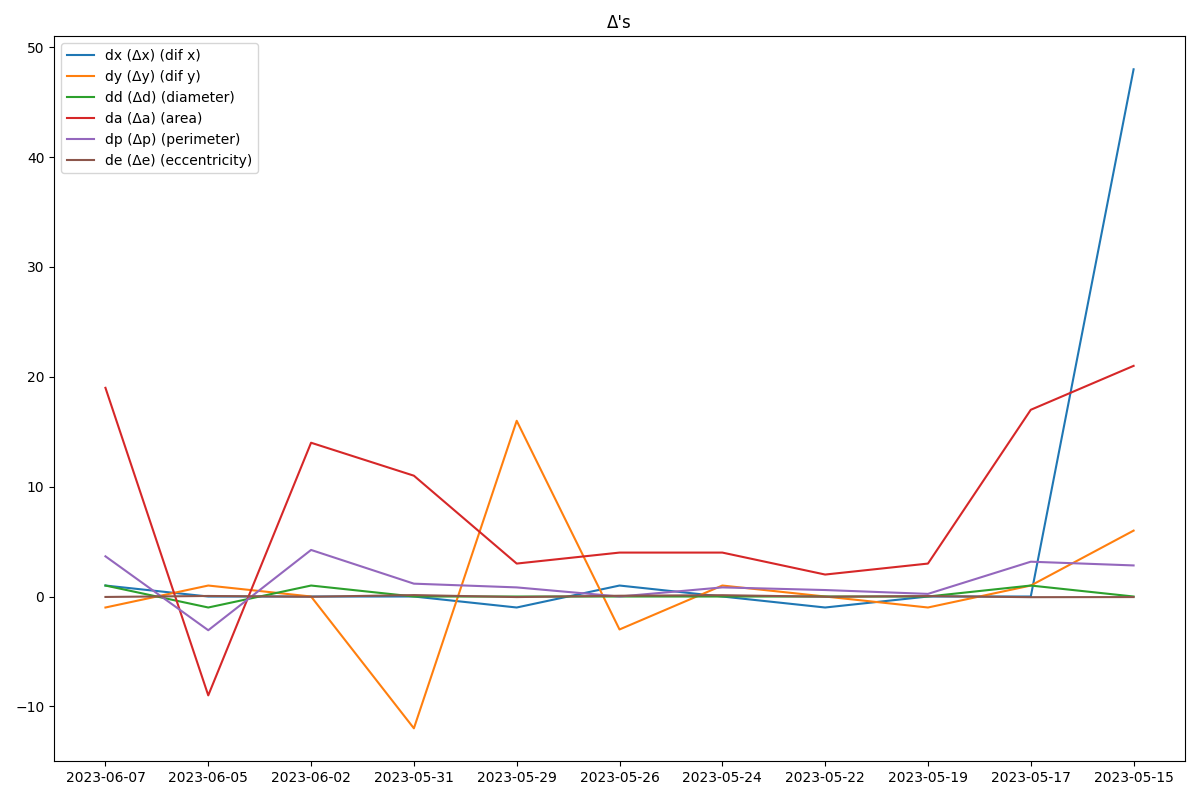 Δ's
dx (Δx) (dif x)
dy (Δy) (dif y)
dd (Δd) (diameter)
da (Δa) (area)
dp (Δp) (perimeter)
de (Δe) (eccentricity)
50
40
30
20
10
0
−10
2023-06-07 2023-06-05 2023-06-02 2023-05-31 2023-05-29 2023-05-26 2023-05-24 2023-05-22 2023-05-19 2023-05-17 2023-05-15